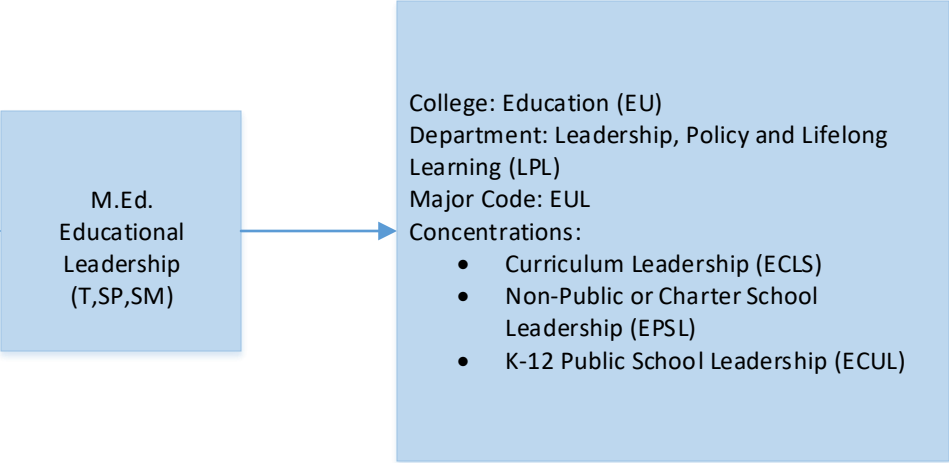 M.Ed.
Educational
Leadership
(T,SP,SM)
College: Education (EU)
Department: Leadership, Policy and Lifelong
Learning (LPL)
Major Code: EUL
Concentrations:
• Curriculum Leadership (ECLS)
• Non-Public or Charter School
Leadership (EPSL)
• K-12 Public School Leadership (ECUL)